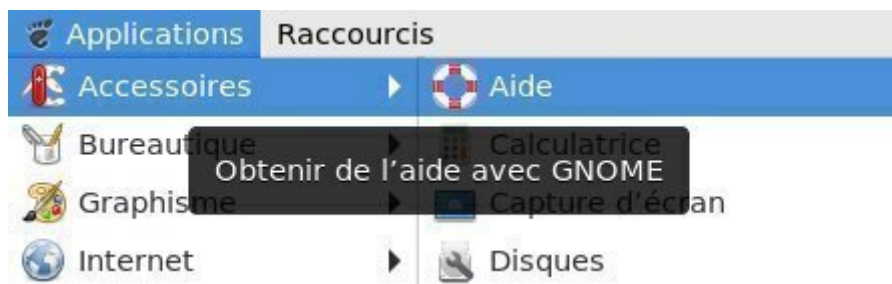 Applications Raccourcis
Accessoires Aide
Bureautique Calculatrice
Obtenir de l’aide avec GNOME
Graphisme Capture d’écran
Internet Disques